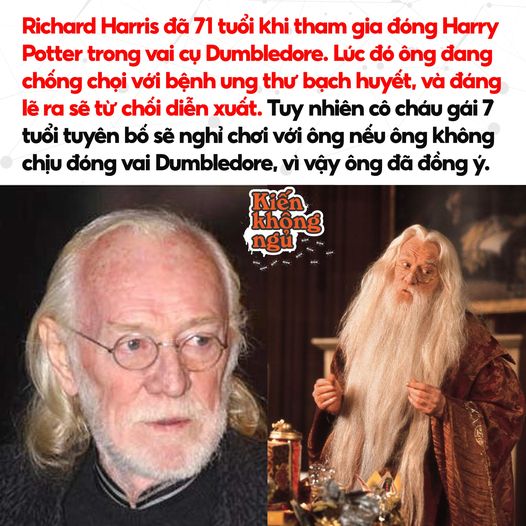 Richard Harris đã 71 tuổi khi tham gia đóng Harry
Potter trong vai cụ Dumbledore. Lúc đó ông đang
chống chọi với bệnh ung thư bạch huyết, và đáng
lẽ ra sẽ từ chối diễn xuất. Tuy nhiên cô cháu gái 7
tuổi tuyên bố sẽ nghỉ chơi với ông nếu ông không
chịu đóng vai Dumbledore, vì vậy ông đã đồng ý.
Kiến
không
ngủ